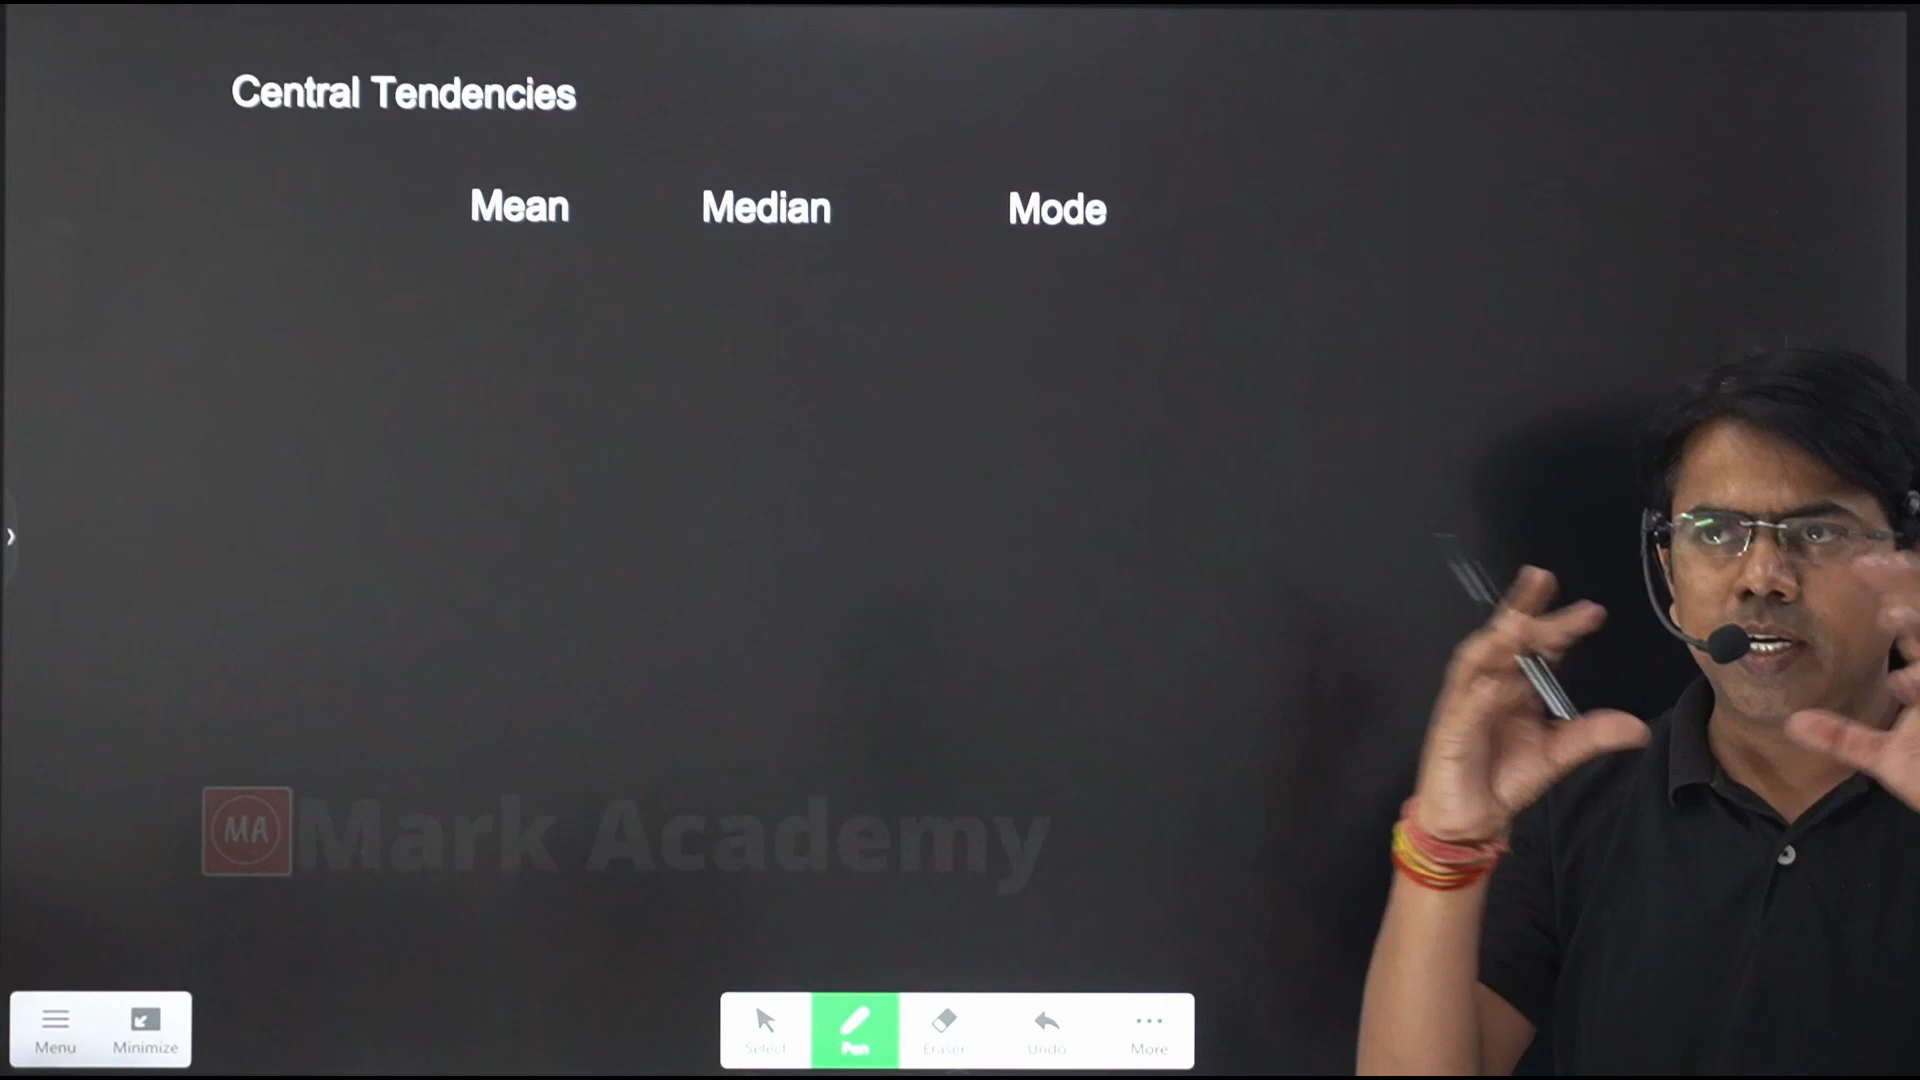 Central Tendencies
Mean Median Mode
MA Mark Academy
Menu Minimize Select Pen Eraser Undo More